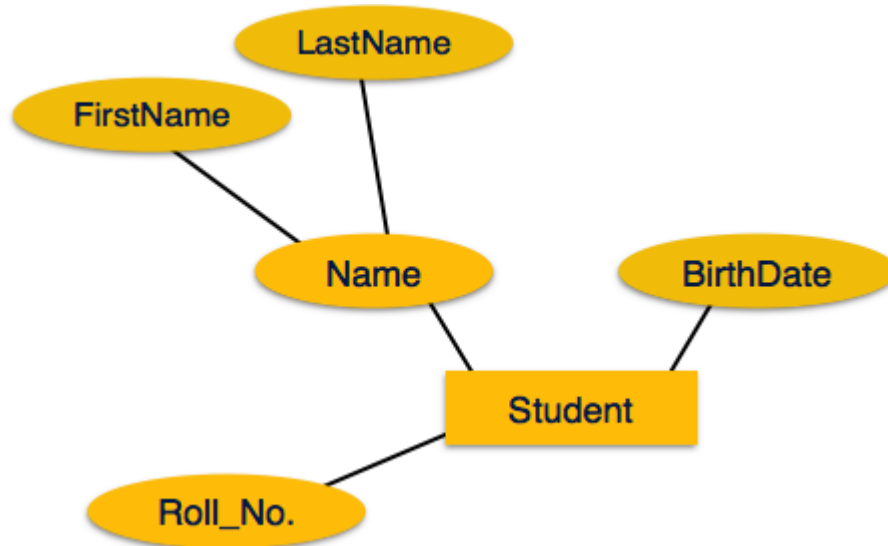 LastName
FirstName
Name
BirthDate
Student
Roll_No.